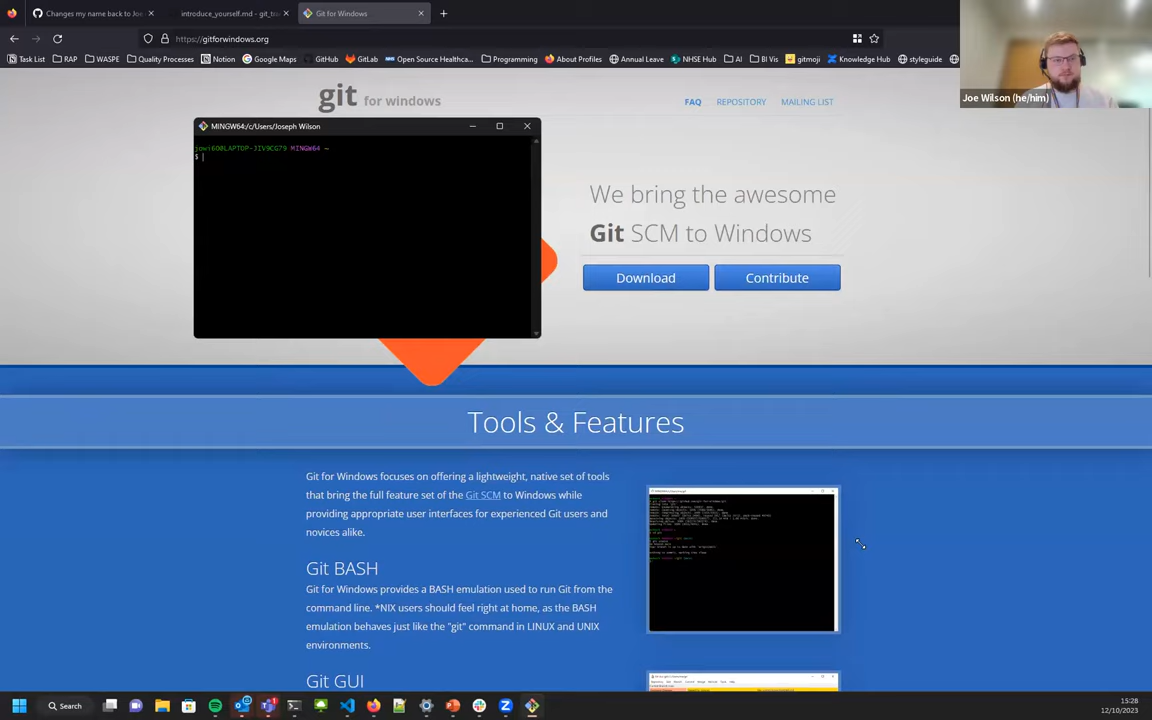 Changes my name back to Joe
introduce_yourself.md - git_tra
Git for Windows
https://gitforwindows.org
Task List
RAP
WASPE
Quality Processes
Notion
Google Maps
GitHub
GitLab
Open Source Healthca...
Programming
About Profiles
Annual Leave
NHSE Hub
AI
BI Vis
gitmoji
Knowledge Hub
styleguide
Joe Wilson (he/him)
git for windows
FAQ
REPOSITORY
MAILING LIST
MINGW64:/c/Users/Joseph Wilson
jowi6@LAPTOP-JIV9CG79 MINGW64 ~
$
We bring the awesome
Git SCM to Windows
Download
Contribute
Tools & Features
Git for Windows focuses on offering a lightweight, native set of tools
that bring the full feature set of the Git SCM to Windows while
providing appropriate user interfaces for experienced Git users and
novices alike.
Git BASH
Git for Windows provides a BASH emulation used to run Git from the
command line. *NIX users should feel right at home, as the BASH
emulation behaves just like the "git" command in LINUX and UNIX
environments.
Git GUI
Search
15:28
12/10/2023